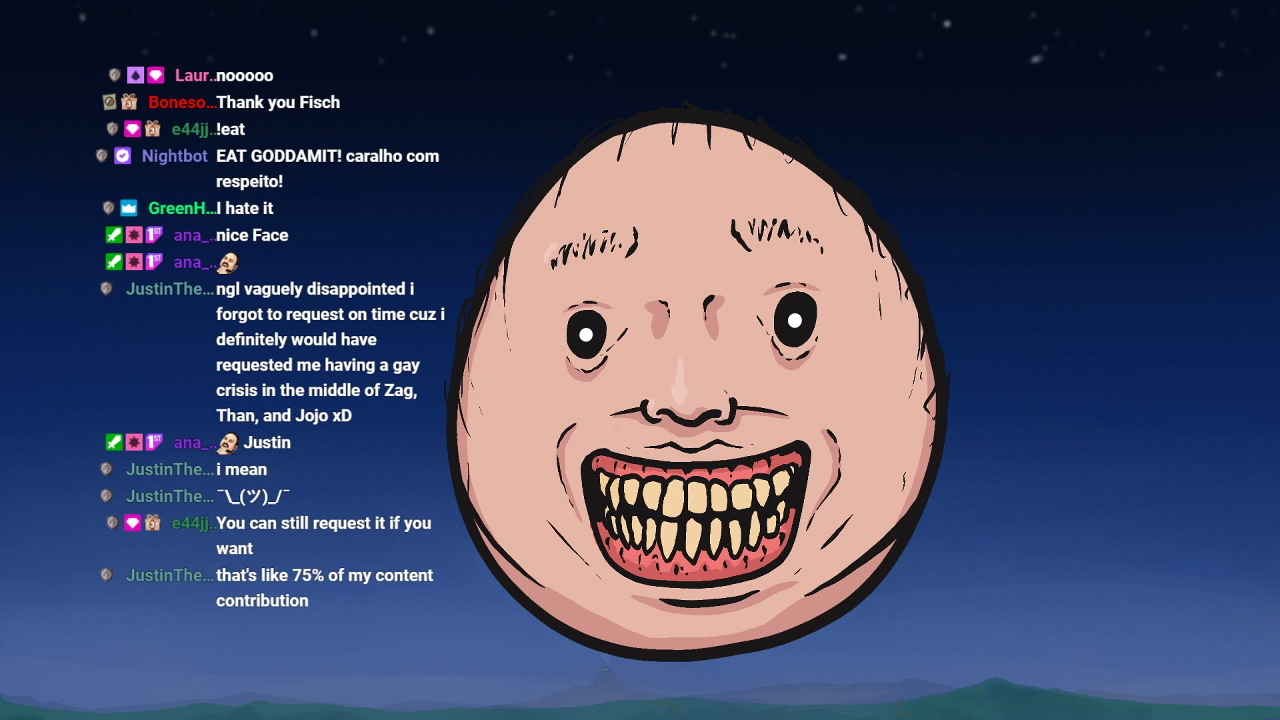 Laur.. nooooo
Boneso... Thank you Fisch
e44jj.. !eat
Nightbot EAT GODDAMIT! caralho com
respeito!
GreenH... I hate it
1ST ana_.. nice Face
1ST ana_..
JustinThe... ngl vaguely disappointed i
forgot to request on time cuz i
definitely would have
requested me having a gay
crisis in the middle of Zag,
Than, and Jojo xD
1ST ana_.. Justin
JustinThe... i mean
JustinThe... ¯\_(ツ)_/¯
e44jj.. You can still request it if you
want
JustinThe... that's like 75% of my content
contribution